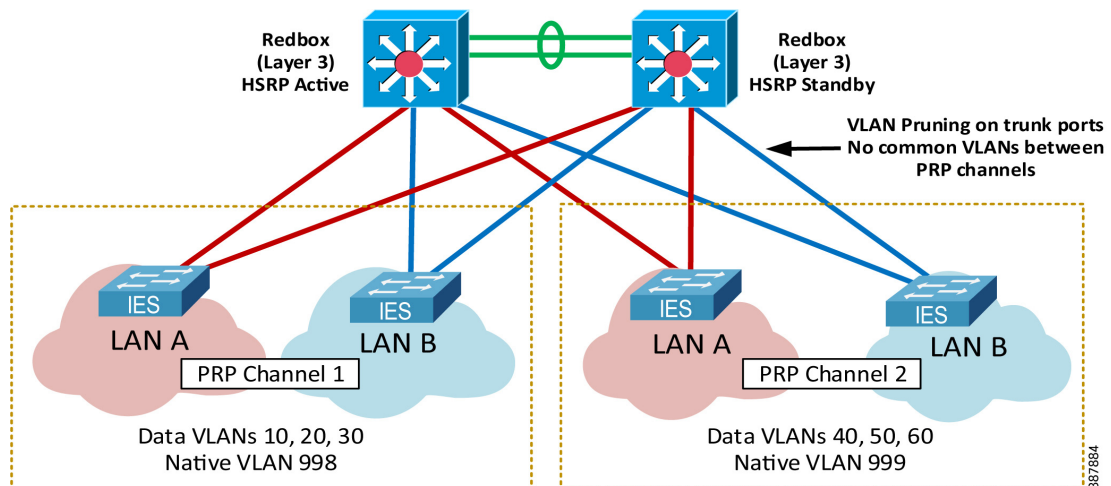 Redbox
(Layer 3)
HSRP Active
Redbox
(Layer 3)
HSRP Standby
VLAN Pruning on trunk ports
No common VLANs between
PRP channels
IES
LAN A
IES
LAN B
PRP Channel 1
Data VLANs 10, 20, 30
Native VLAN 998
IES
LAN A
IES
LAN B
PRP Channel 2
Data VLANs 40, 50, 60
Native VLAN 999
387884